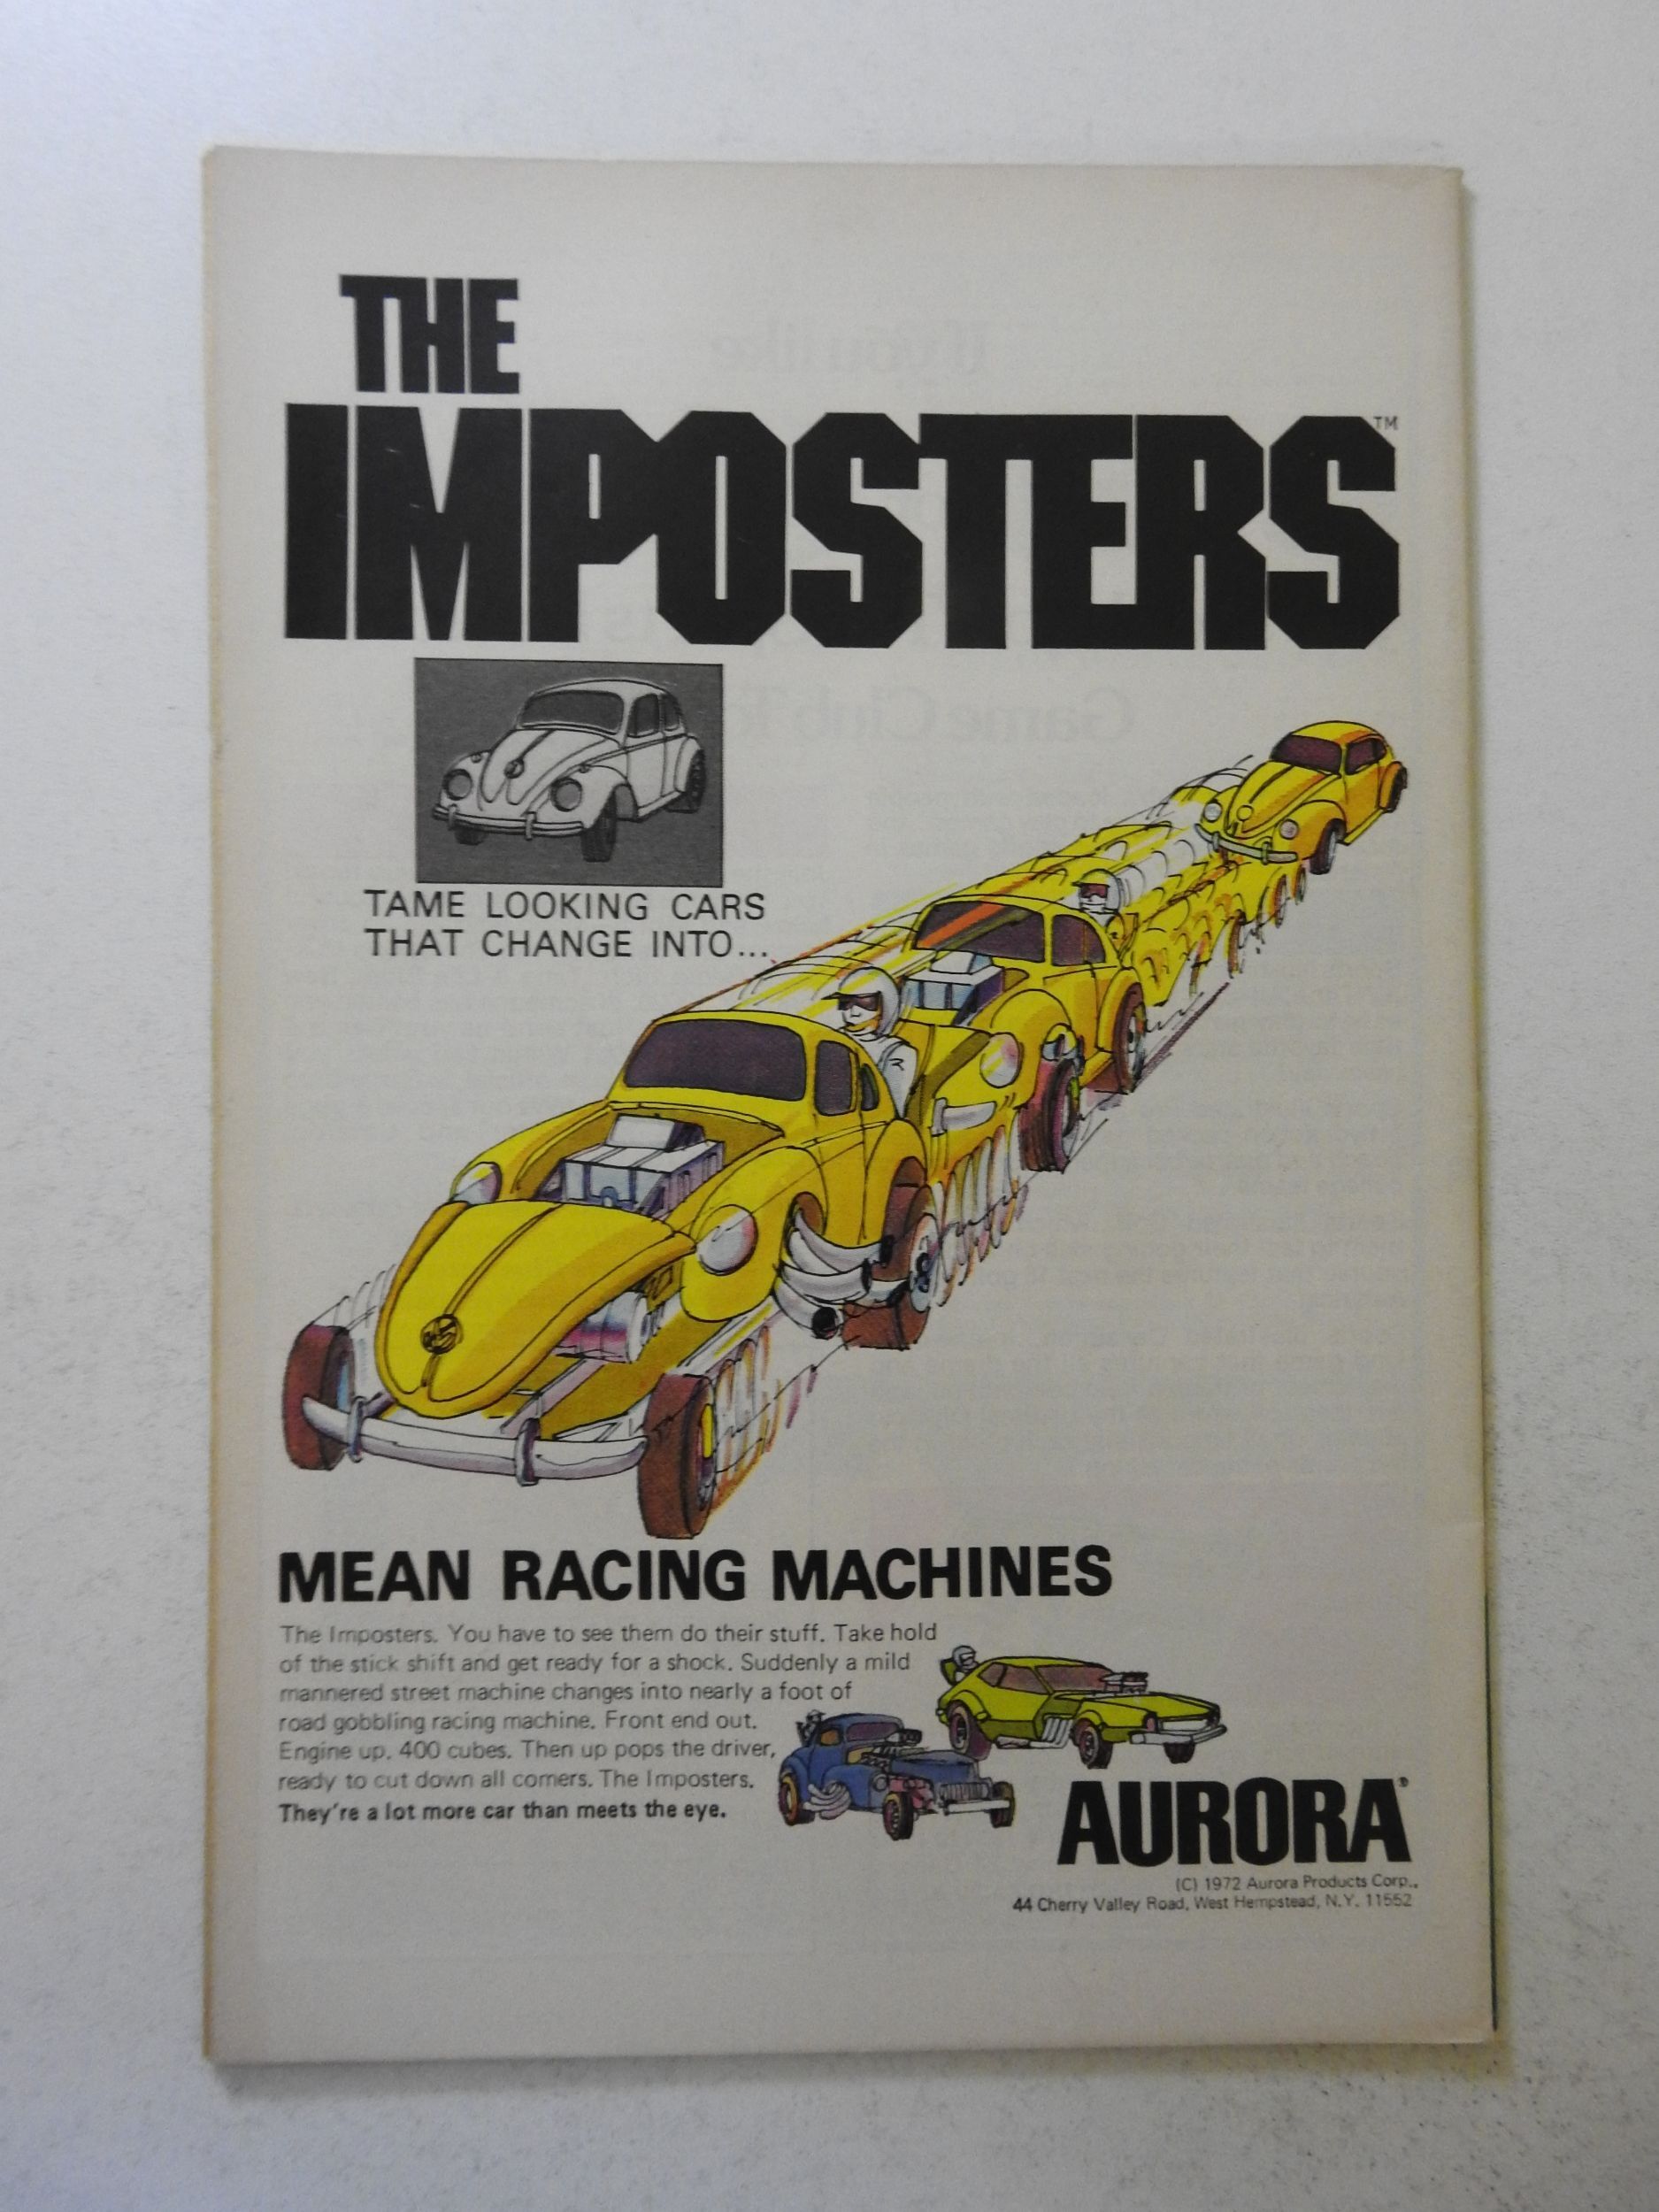 THE
IMPOSTERS™
TAME LOOKING CARS
THAT CHANGE INTO...
MEAN RACING MACHINES
The Imposters. You have to see them do their stuff. Take hold
of the stick shift and get ready for a shock. Suddenly a mild
mannered street machine changes into nearly a foot of
road gobbling racing machine. Front end out.
Engine up. 400 cubes. Then up pops the driver,
ready to cut down all comers. The Imposters.
They're a lot more car than meets the eye.
AURORA®
(C) 1972 Aurora Products Corp.,
44 Cherry Valley Road, West Hempstead, N.Y. 11552